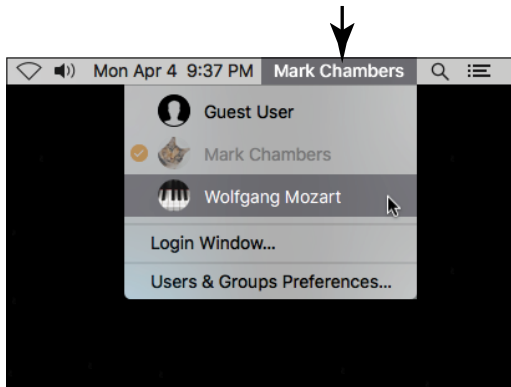 Mon Apr 4 9:37 PM Mark Chambers
Guest User
Mark Chambers
Wolfgang Mozart
Login Window...
Users & Groups Preferences...